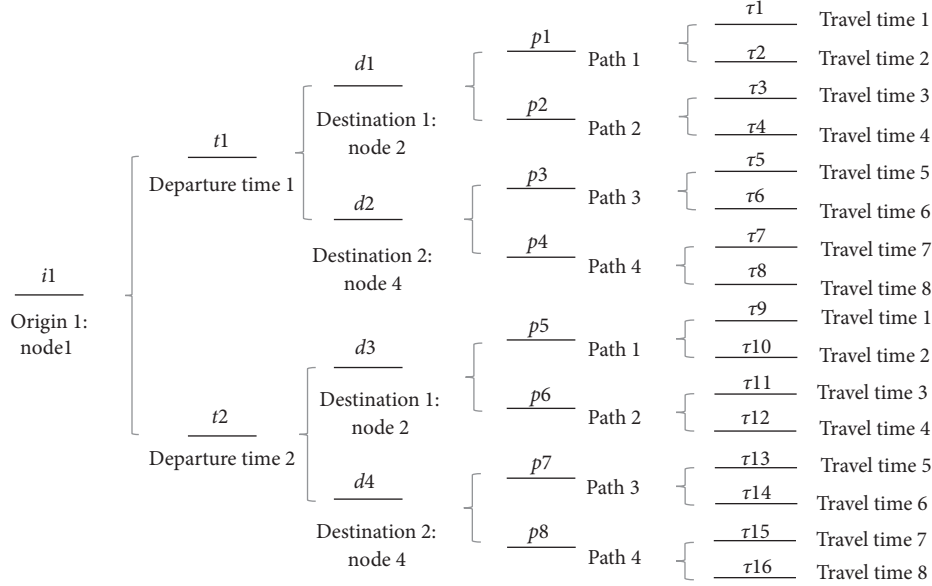 i1
Origin 1:
node1
t1
Departure time 1
t2
Departure time 2
d1
Destination 1:
node 2
d2
Destination 2:
node 4
d3
Destination 1:
node 2
d4
Destination 2:
node 4
p1
Path 1
p2
Path 2
p3
Path 3
p4
Path 4
p5
Path 1
p6
Path 2
p7
Path 3
p8
Path 4
τ1 Travel time 1
τ2 Travel time 2
τ3 Travel time 3
τ4 Travel time 4
τ5 Travel time 5
τ6 Travel time 6
τ7 Travel time 7
τ8 Travel time 8
τ9 Travel time 1
τ10 Travel time 2
τ11 Travel time 3
τ12 Travel time 4
τ13 Travel time 5
τ14 Travel time 6
τ15 Travel time 7
τ16 Travel time 8